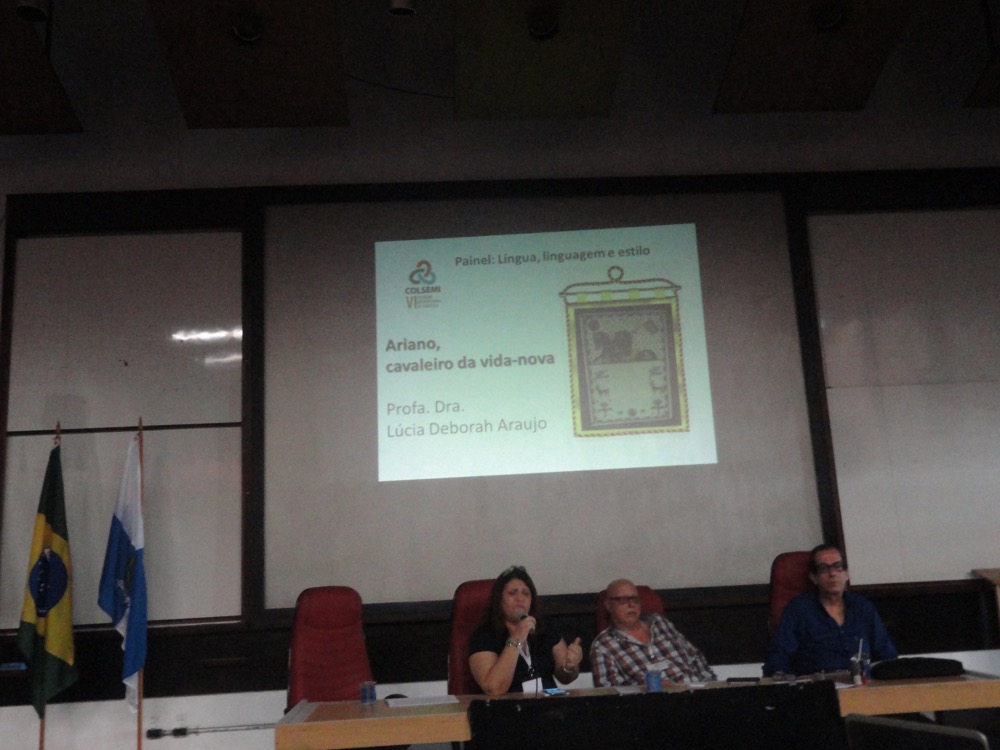 Painel: Língua, linguagem e estilo
COLSEMI
VI
Ariano,
cavaleiro da vida-nova
Profa. Dra.
Lúcia Deborah Araujo